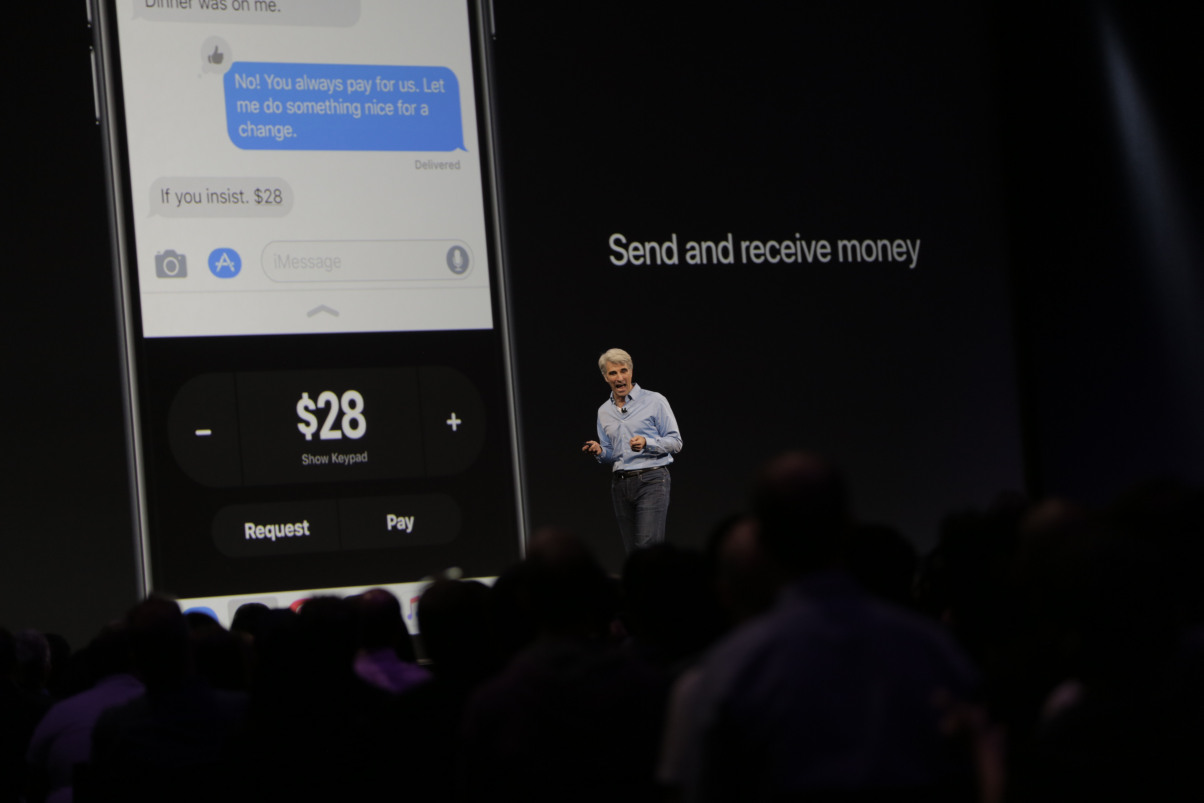 Dinner was on me.
No! You always pay for us. Let
me do something nice for a
change.
Delivered
If you insist. $28
iMessage
$28
Show Keypad
Request
Pay
Send and receive money